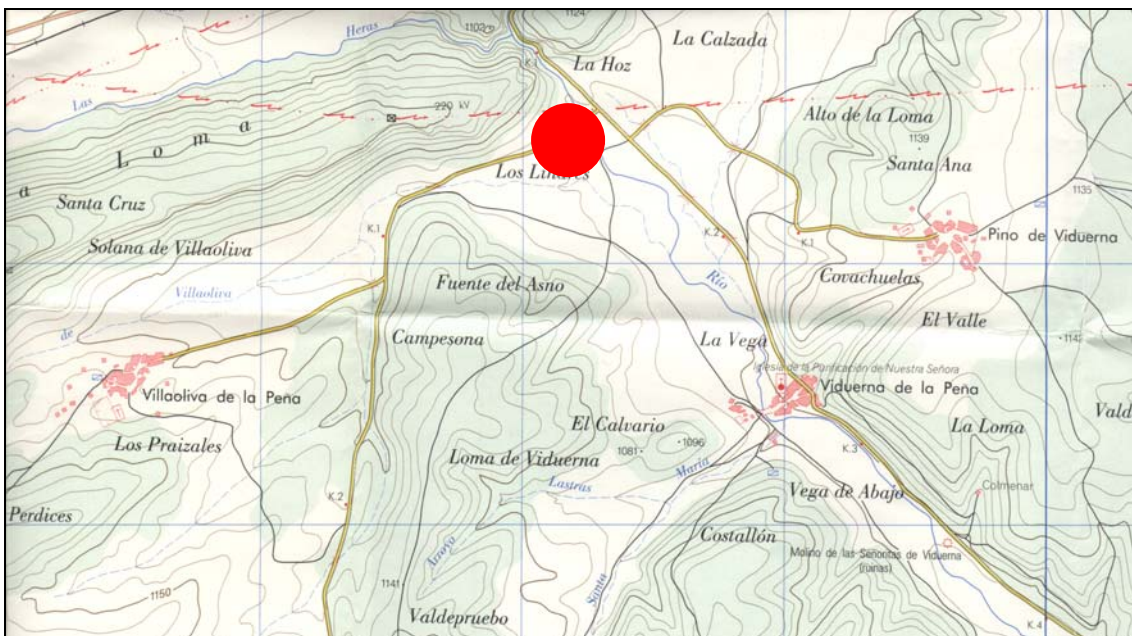 1124
1102
Heras
K.1
La Calzada
La Hoz
Las
220 kV
Alto de la Loma
Loma
1139
a
Los Linares
Santa Ana
1135
Santa Cruz
K.1
K.2
K.1
Pino de Viduerna
Solana de Villaoliva
Río
Covachuelas
Fuente del Asno
Villaoliva
El Valle
de
Campesona
La Vega
Iglesia de la Purificación de Nuestra Señora
Viduerna de la Peña
Villaoliva de la Peña
El Calvario
La Loma
Vald
Los Praizales
1081
1096
K.3
Loma de Viduerna
María
Lastras
Vega de Abajo
Colmenar
K.2
Perdices
Costallón
Arroyo
Molino de las Señoritas de Viduerna
(ruinas)
Santa
1141
1150
Valdepruebo
K.4